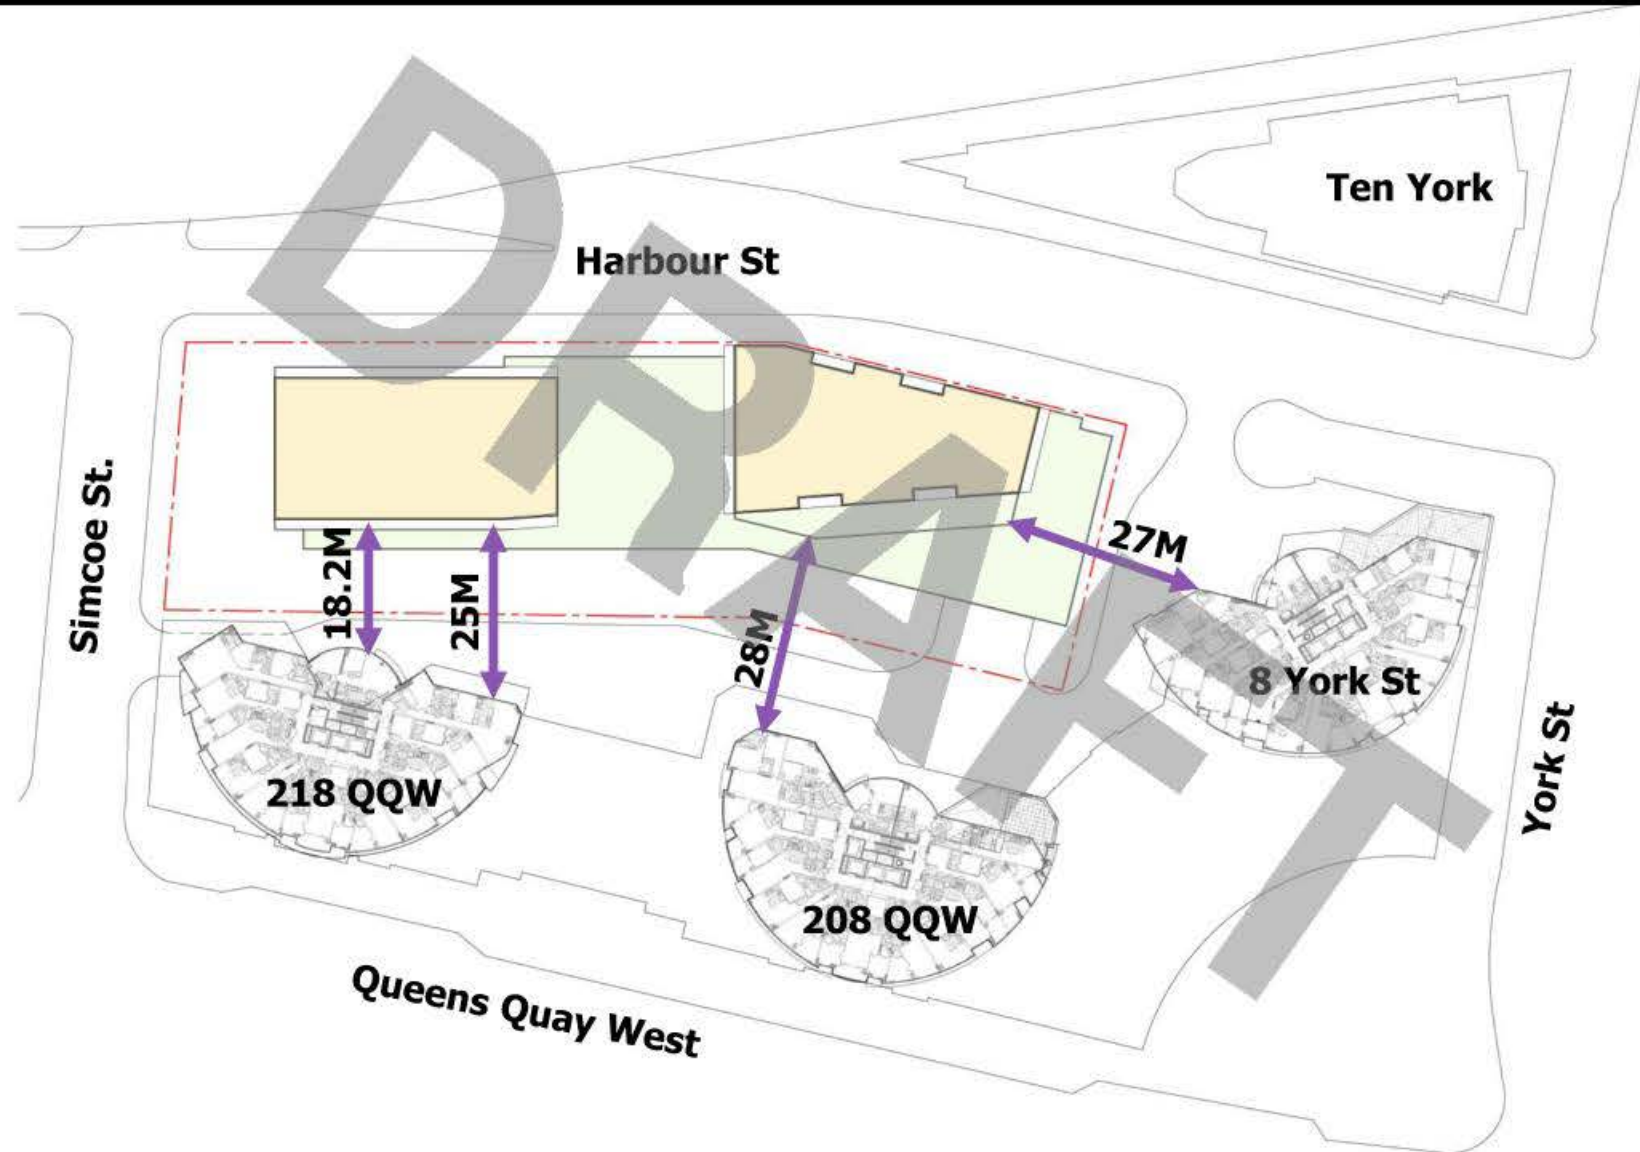 Ten York
Harbour St
DRAFT
Simcoe St.
18.2M
25M
28M
27M
8 York St
York St
218 QQW
208 QQW
Queens Quay West